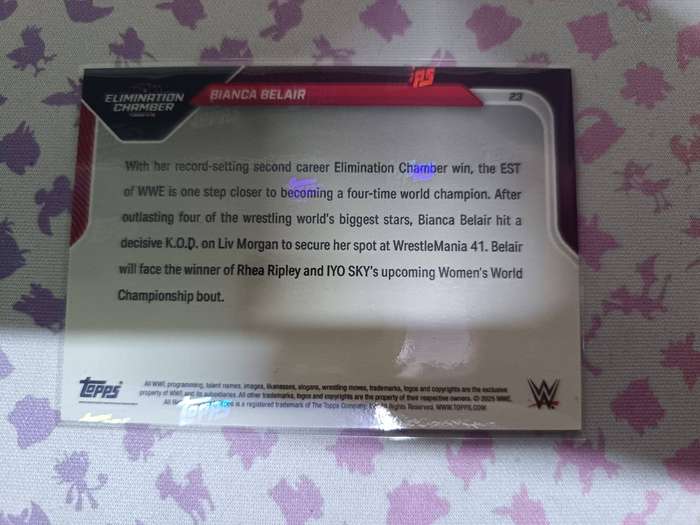 ELIMINATION
CHAMBER
BIANCA BELAIR
23
With her record-setting second career Elimination Chamber win, the EST
of WWE is one step closer to becoming a four-time world champion. After
outlasting four of the wrestling world's biggest stars, Bianca Belair hit a
decisive K.O.D. on Liv Morgan to secure her spot at WrestleMania 41. Belair
will face the winner of Rhea Ripley and IYO SKY's upcoming Women's World
Championship bout.
Topps
All WWE programming, talent names, images, likenesses, slogans, wrestling moves, trademarks, logos and copyrights are the exclusive
property of WWE and its subsidiaries. All other trademarks, logos and copyrights are the property of their respective owners. © 2025 WWE.
All Topps is a registered trademark of The Topps Company, Rights Reserved. WWW.TOPPS.COM
W